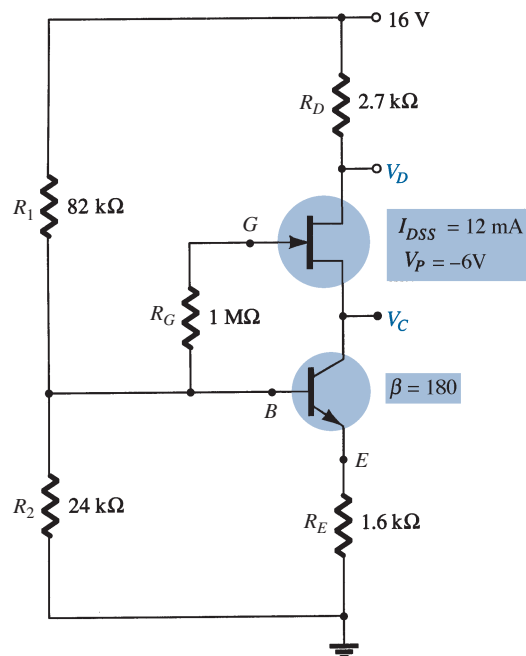 16 V
R_D 2.7 kΩ
V_D
R_1 82 kΩ
G
I_DSS = 12 mA
V_P = –6V
R_G 1 MΩ
V_C
β = 180
B
E
R_2 24 kΩ
R_E 1.6 kΩ